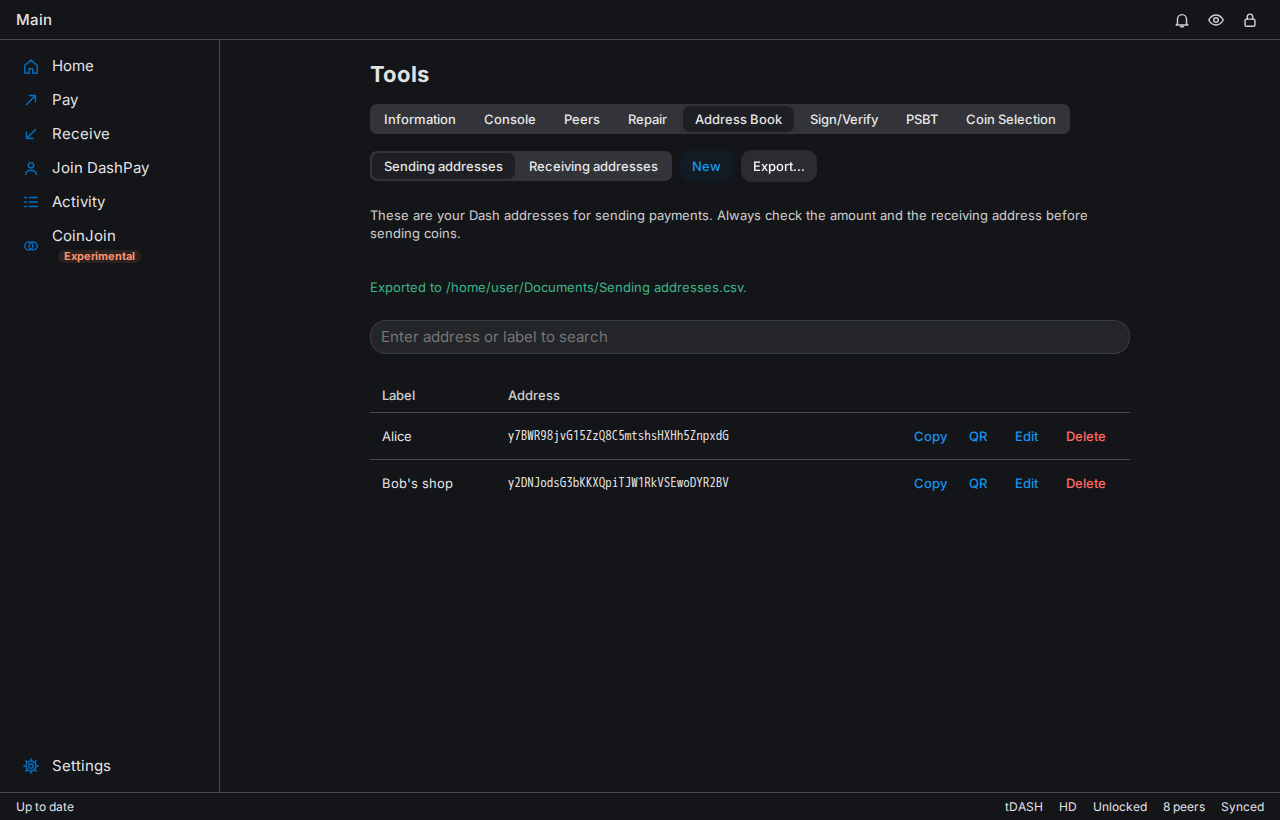 Main
Home
Pay
Receive
Join DashPay
Activity
CoinJoin
Experimental
Settings
Tools
Information Console Peers Repair Address Book Sign/Verify PSBT Coin Selection
Sending addresses Receiving addresses New Export...
These are your Dash addresses for sending payments. Always check the amount and the receiving address before
sending coins.
Exported to /home/user/Documents/Sending addresses.csv.
Enter address or label to search
Label Address
Alice y7BWR98jvG15ZzQ8C5mtshsHXHh5ZnpxdG Copy QR Edit Delete
Bob's shop y2DNJodsG3bKKXQpiTJW1RkVSEwoDYR2BV Copy QR Edit Delete
Up to date tDASH HD Unlocked 8 peers Synced